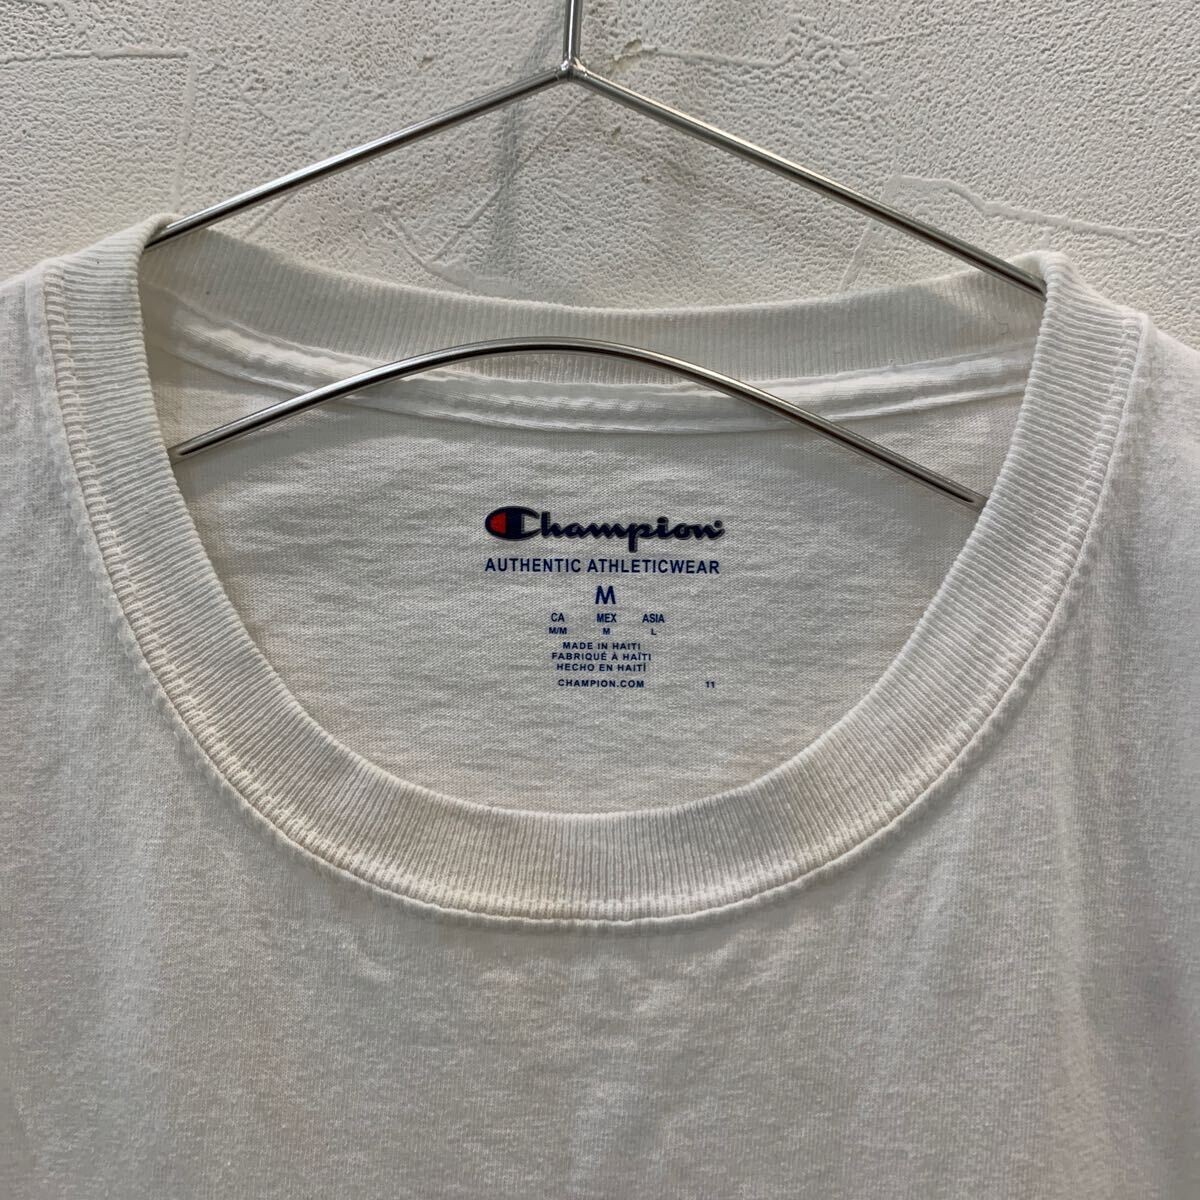 Champion
AUTHENTIC ATHLETICWEAR
M
CA MEX ASIA
M/M M L
MADE IN HAITI
FABRIQUÉ À HAÏTI
HECHO EN HAITÍ
CHAMPION.COM 11